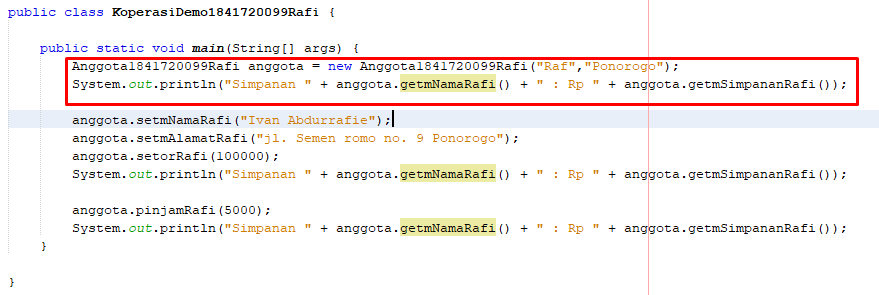 public class KoperasiDemo1841720099Rafi {
public static void main(String[] args) {
Anggota1841720099Rafi anggota = new Anggota1841720099Rafi("Raf","Ponorogo");
System.out.println("Simpanan " + anggota.getmNamaRafi() + " : Rp " + anggota.getmSimpananRafi());
anggota.setmNamaRafi("Ivan Abdurrafie");
anggota.setmAlamatRafi("jl. Semen romo no. 9 Ponorogo");
anggota.setorRafi(100000);
System.out.println("Simpanan " + anggota.getmNamaRafi() + " : Rp " + anggota.getmSimpananRafi());
anggota.pinjamRafi(5000);
System.out.println("Simpanan " + anggota.getmNamaRafi() + " : Rp " + anggota.getmSimpananRafi());
}
}